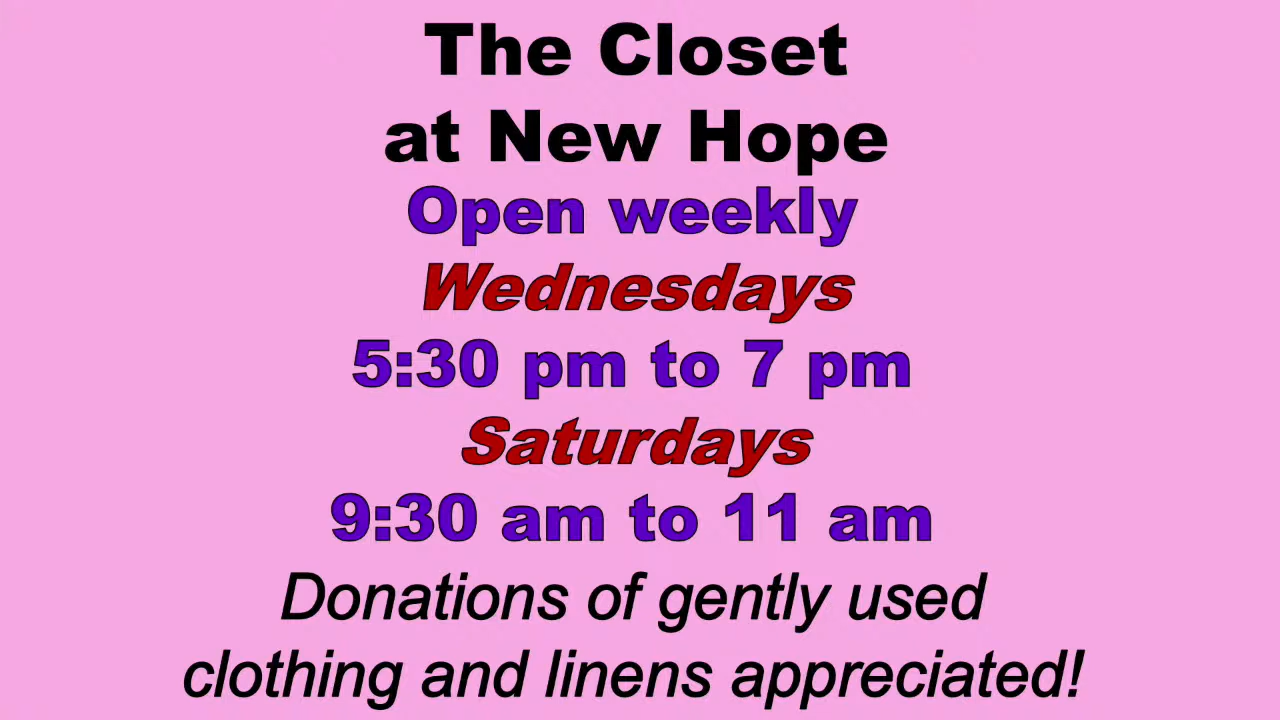 The Closet
at New Hope
Open weekly
Wednesdays
5:30 pm to 7 pm
Saturdays
9:30 am to 11 am
Donations of gently used
clothing and linens appreciated!